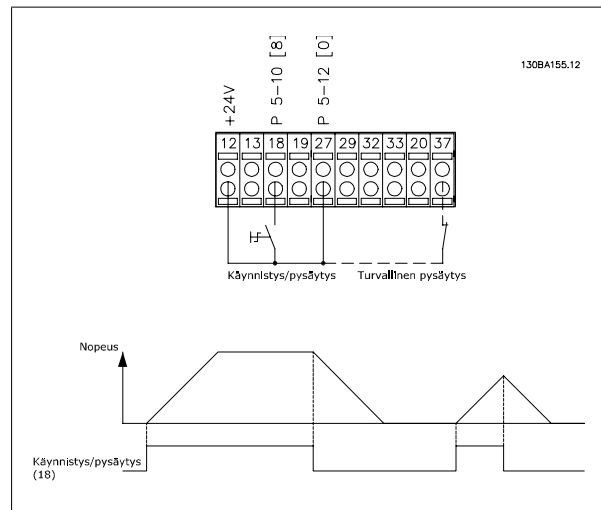 130BA155.12
+24V
P 5-10 [8]
P 5-12 [0]
12 13 18 19 27 29 32 33 20 37
Käynnistys/pysäytys
Turvallinen pysäytys
Nopeus
Käynnistys/pysäytys
(18)